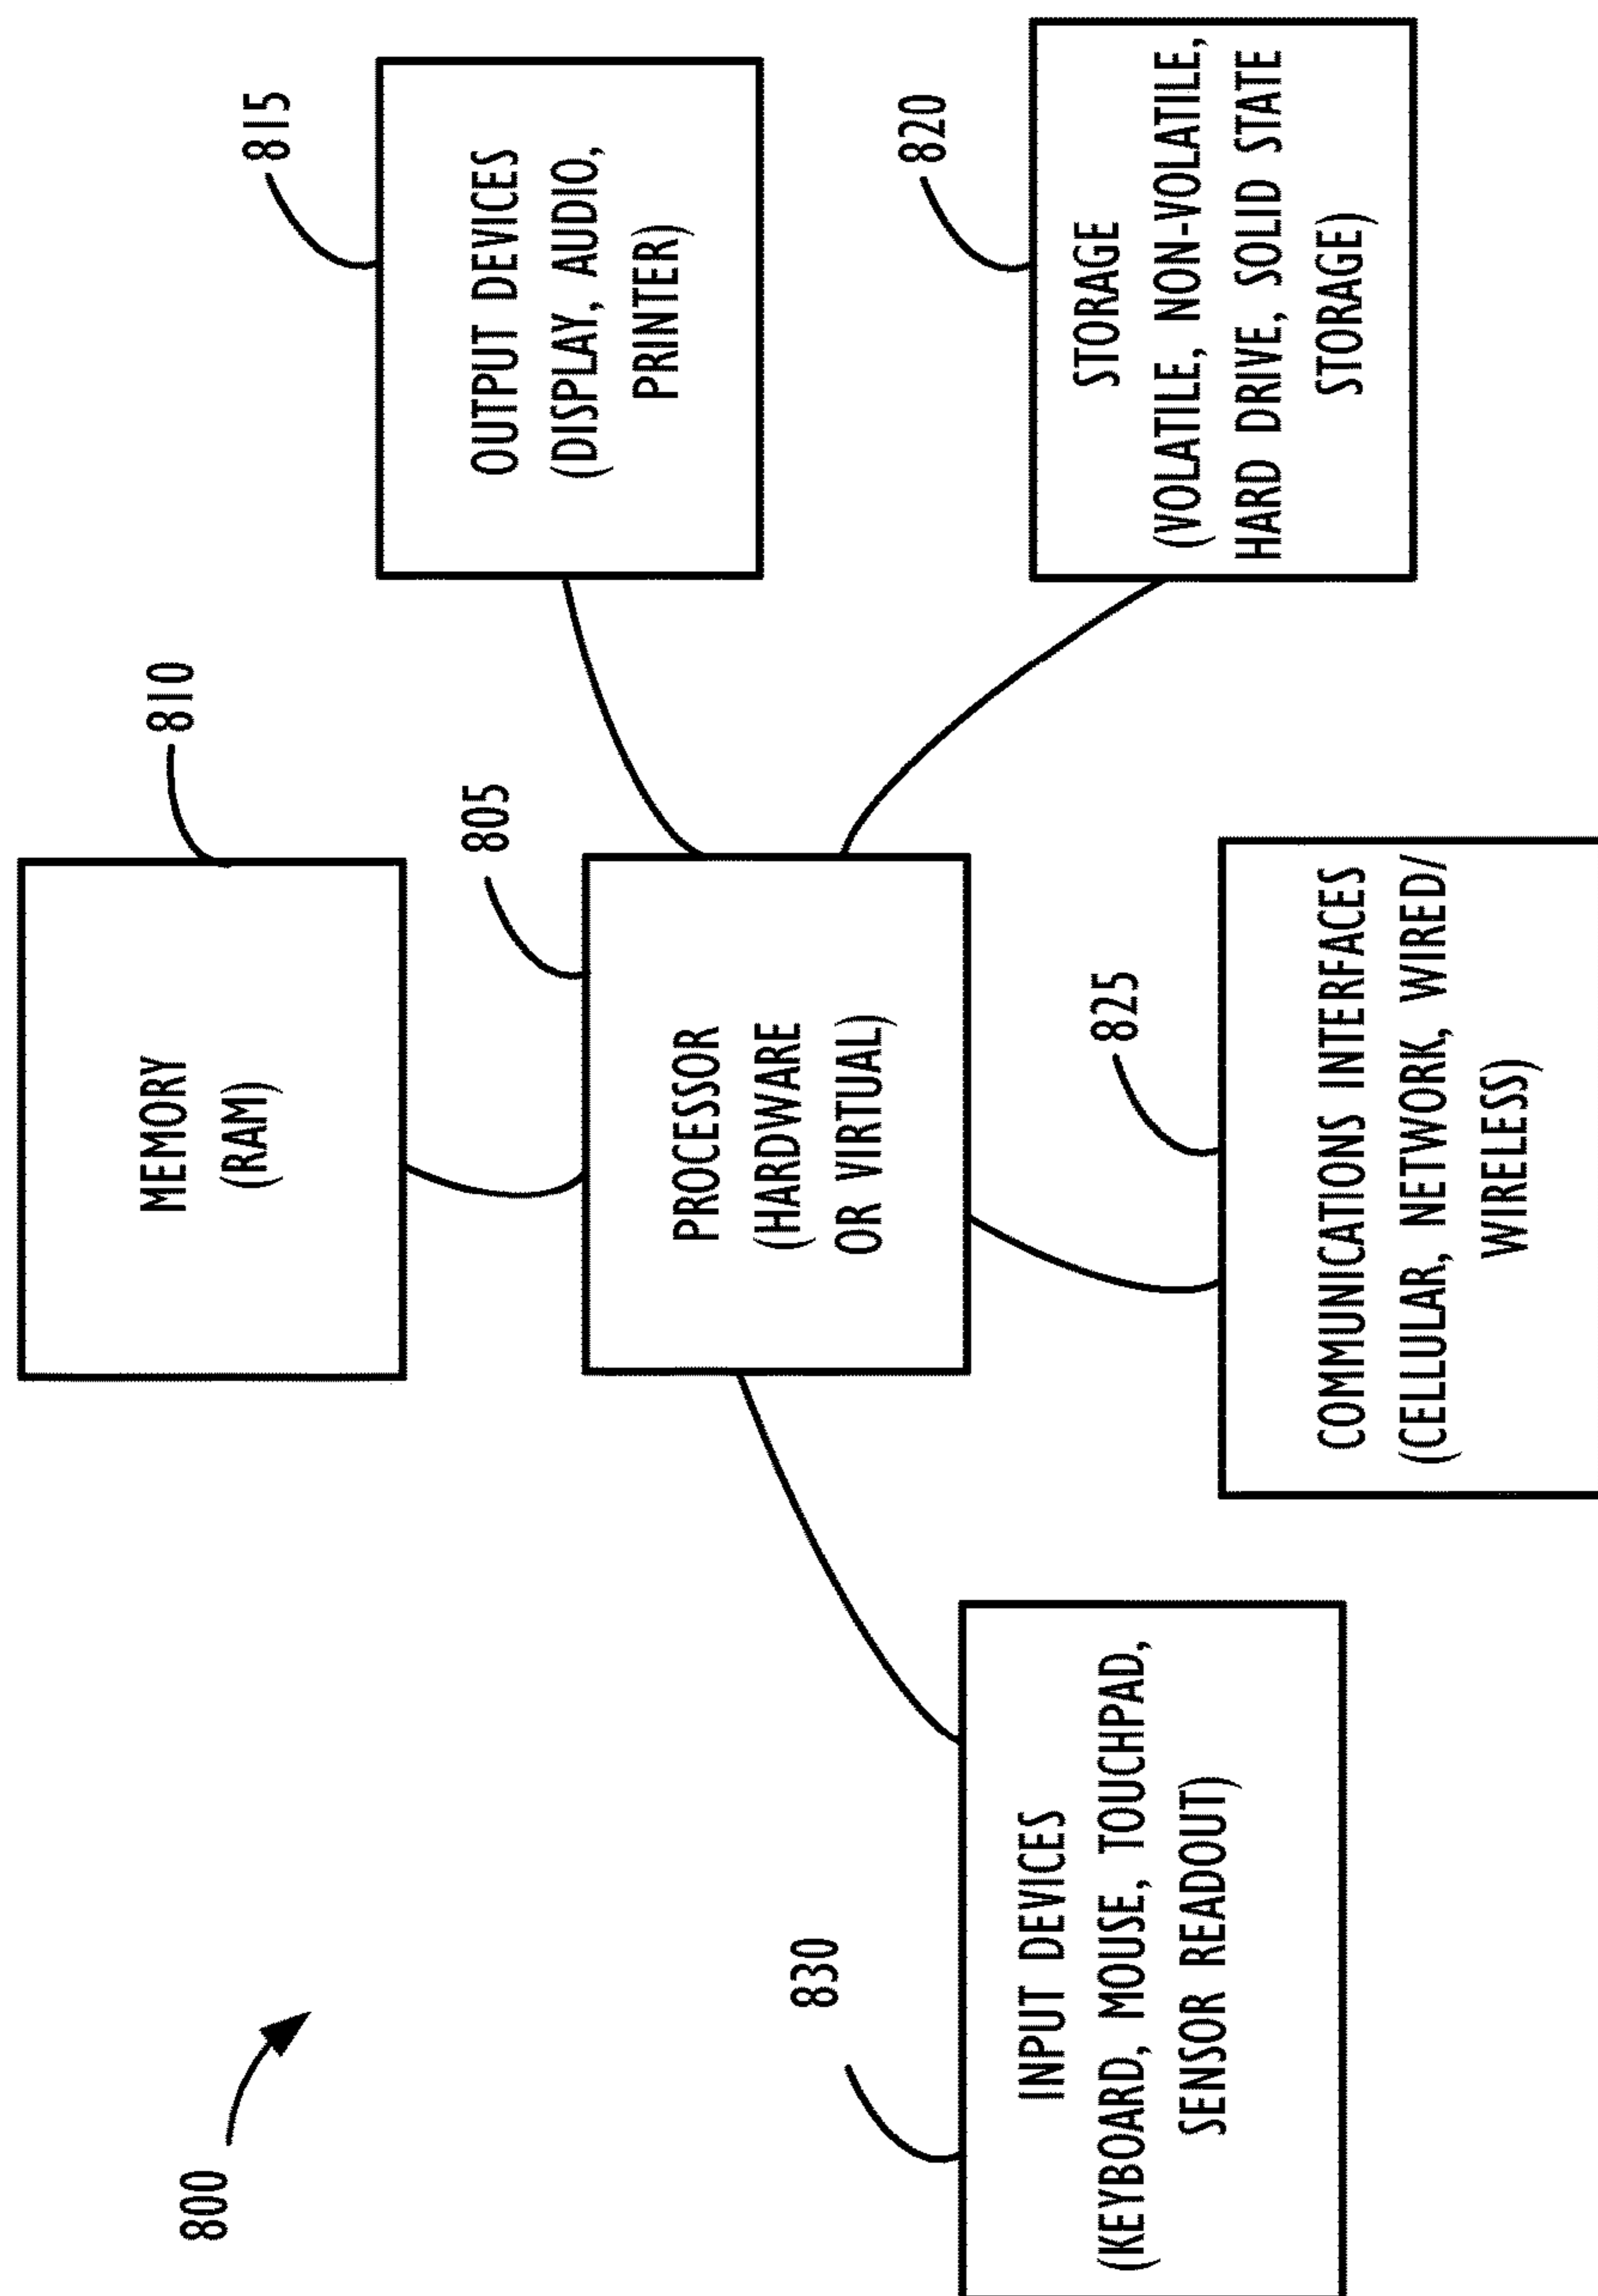 800
810
MEMORY
(RAM)
815
OUTPUT DEVICES
(DISPLAY, AUDIO,
PRINTER)
805
PROCESSOR
(HARDWARE
OR VIRTUAL)
820
STORAGE
(VOLATILE, NON-VOLATILE,
HARD DRIVE, SOLID STATE
STORAGE)
830
INPUT DEVICES
(KEYBOARD, MOUSE, TOUCHPAD,
SENSOR READOUT)
825
COMMUNICATIONS INTERFACES
(CELLULAR, NETWORK, WIRED/
WIRELESS)